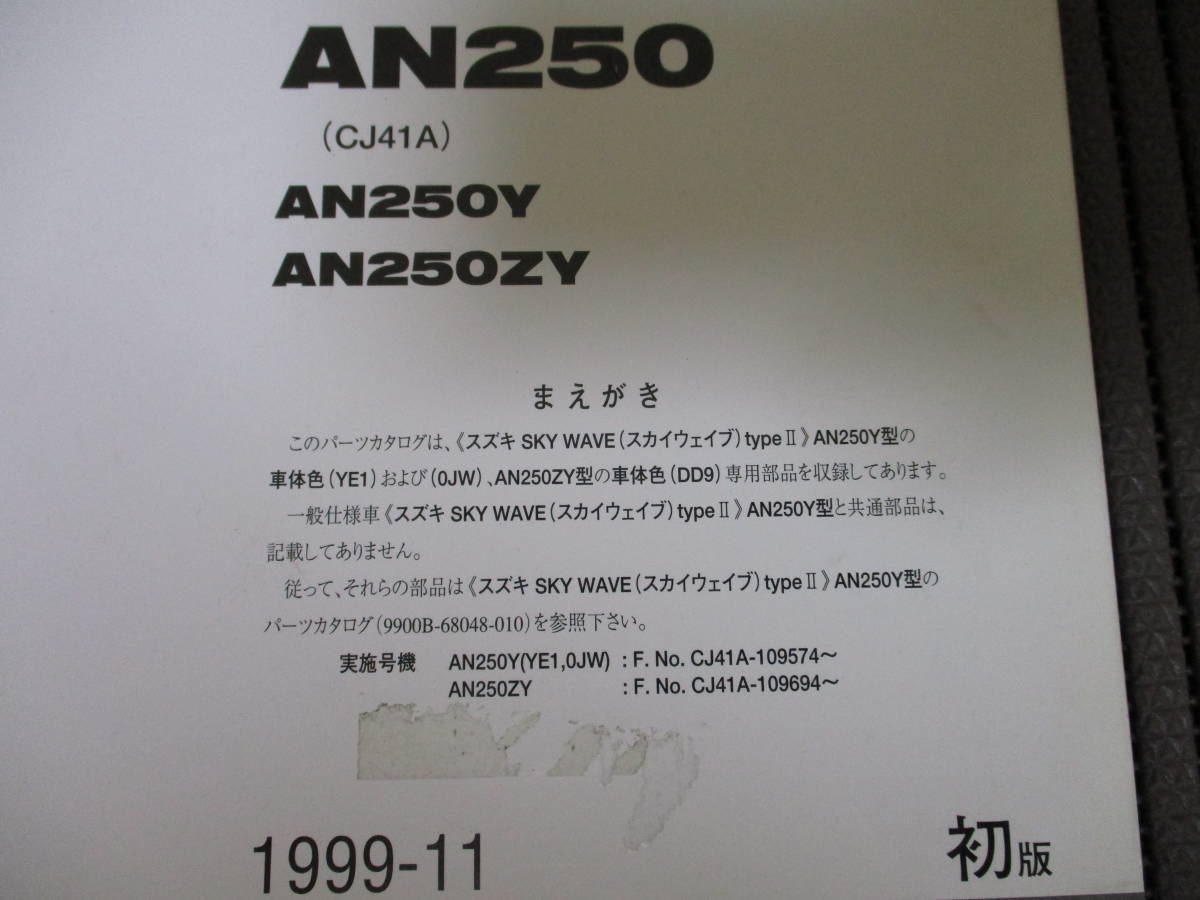 AN250
（CJ41A）
AN250Y
AN250ZY
まえがき
このパーツカタログは、《スズキ SKY WAVE（スカイウェイブ）typeⅡ》AN250Y型の
車体色（YE1）および（0JW）、AN250ZY型の車体色（DD9）専用部品を収録してあります。
一般仕様車《スズキ SKY WAVE（スカイウェイブ）typeⅡ》AN250Y型と共通部品は、
記載してありません。
従って、それらの部品は《スズキ SKY WAVE（スカイウェイブ）typeⅡ》AN250Y型の
パーツカタログ（9900B-68048-010）を参照下さい。
実施号機 AN250Y(YE1,0JW) : F. No. CJ41A-109574～
AN250ZY : F. No. CJ41A-109694～
1999-11
初版